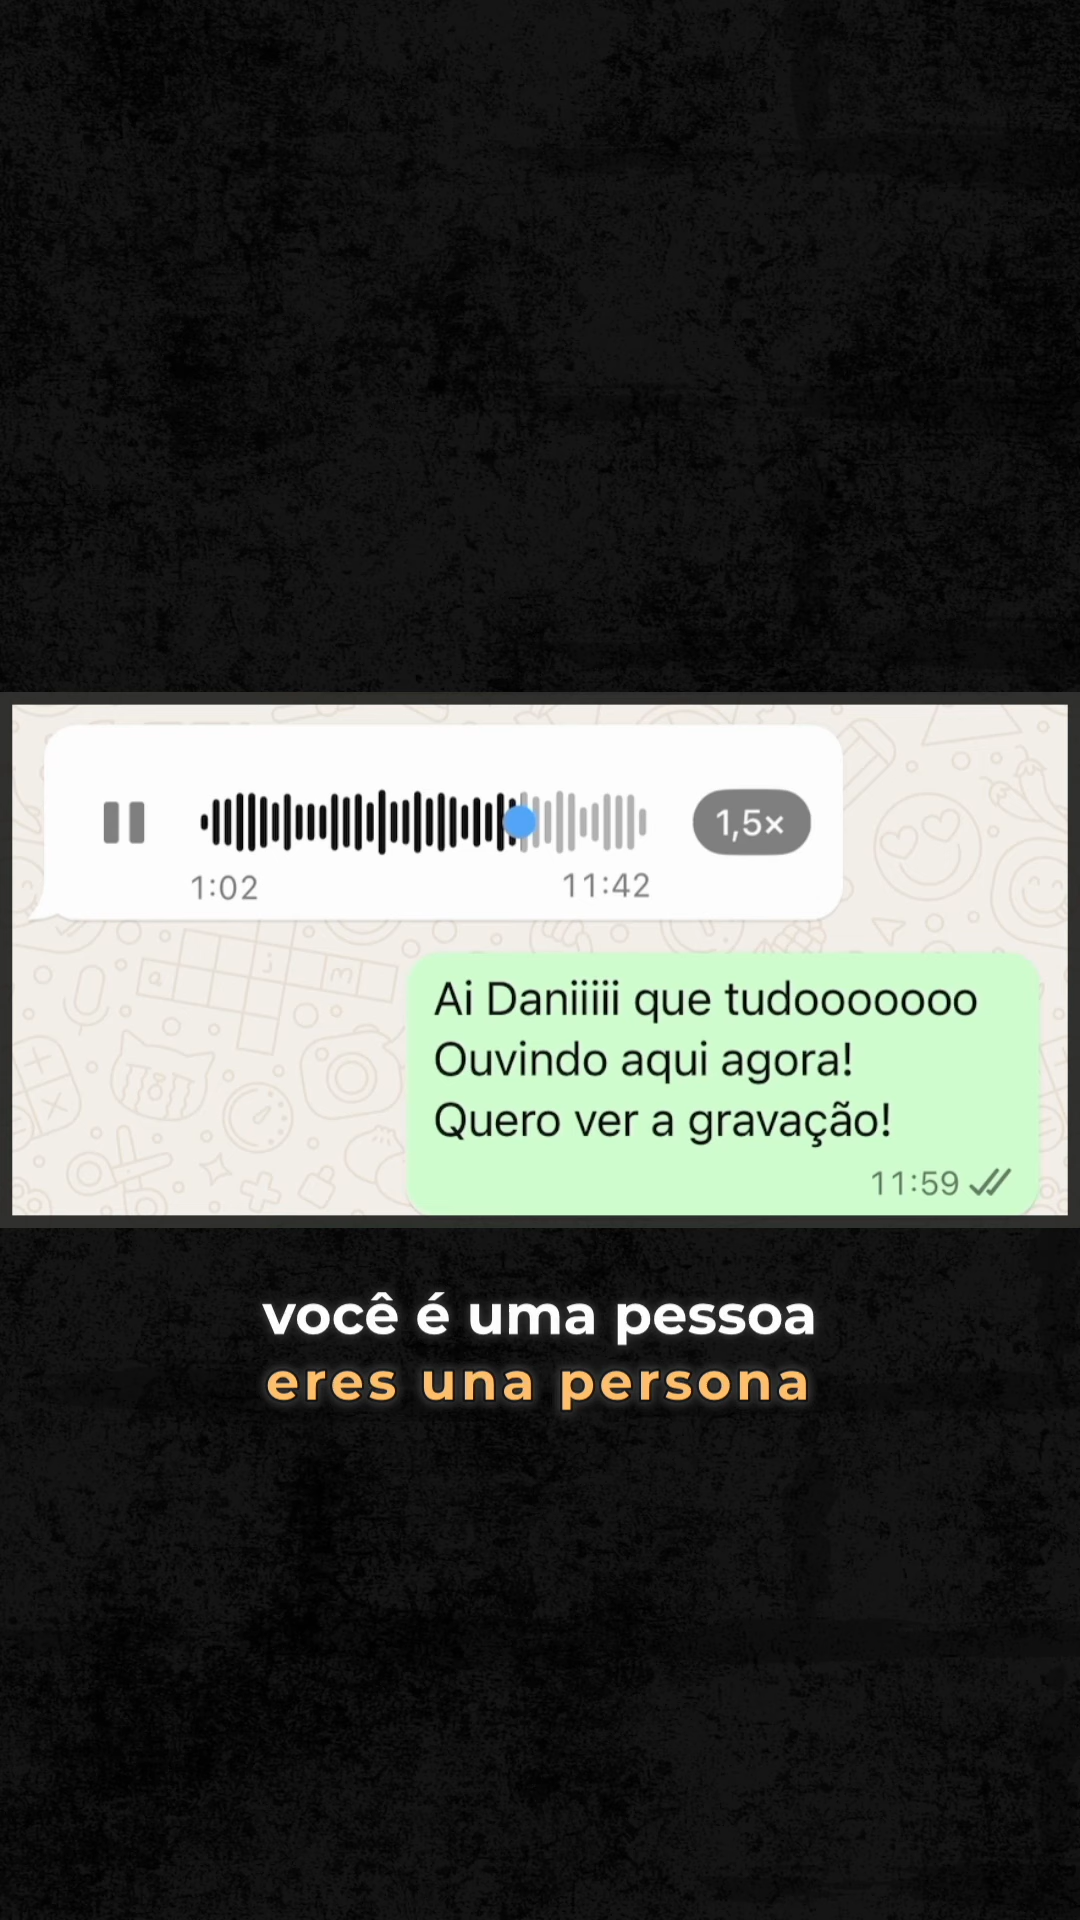 1,5×
1:02 11:42
Ai Daniiiii que tudooooooo
Ouvindo aqui agora!
Quero ver a gravação!
11:59
você é uma pessoa
eres una persona